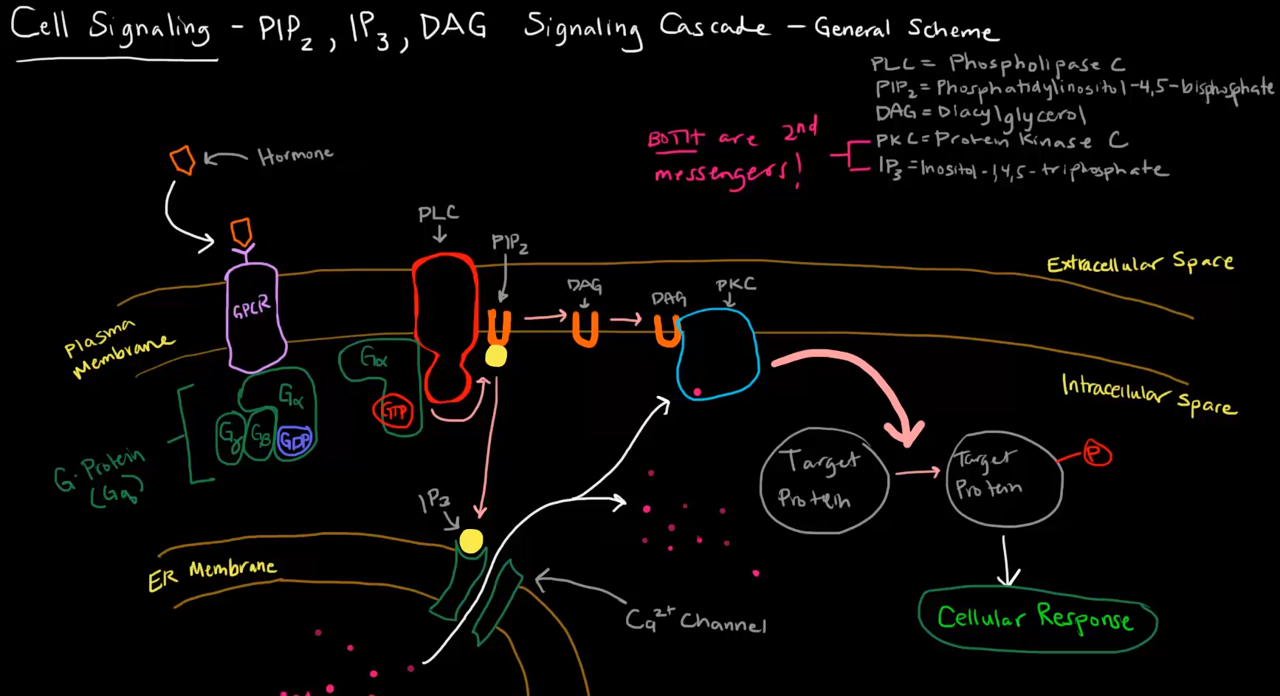 Cell Signaling - PIP₂, IP₃, DAG Signaling Cascade - General Scheme
PLC = Phospholipase C
PIP₂ = Phosphatidylinositol-4,5-bisphosphate
DAG = Diacylglycerol
PKC = Protein Kinase C
IP₃ = Inositol-1,4,5-triphosphate
BOTH are 2nd
messengers!
Hormone
PLC
PIP₂
DAG
DAG
PKC
Extracellular Space
GPCR
Plasma
Membrane
Gα
GTP
Intracellular Space
Gα
Gγ
Gβ
GDP
G-Protein
(Gαq)
Target
Protein
Target
Protein
P
IP₃
ER Membrane
Ca²⁺ Channel
Cellular Response